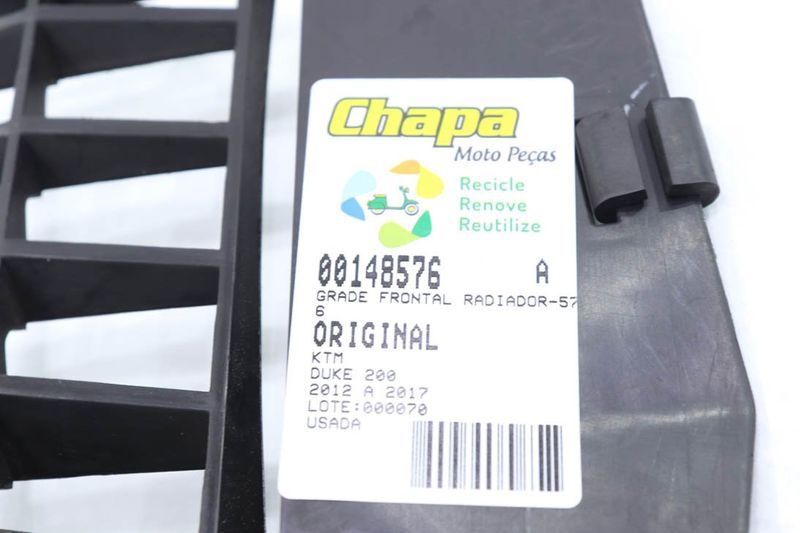 Chapa
Moto Peças
Recicle
Renove
Reutilize
00148576 A
GRADE FRONTAL RADIADOR-57
6
ORIGINAL
KTM
DUKE 200
2012 A 2017
LOTE:000070
USADA